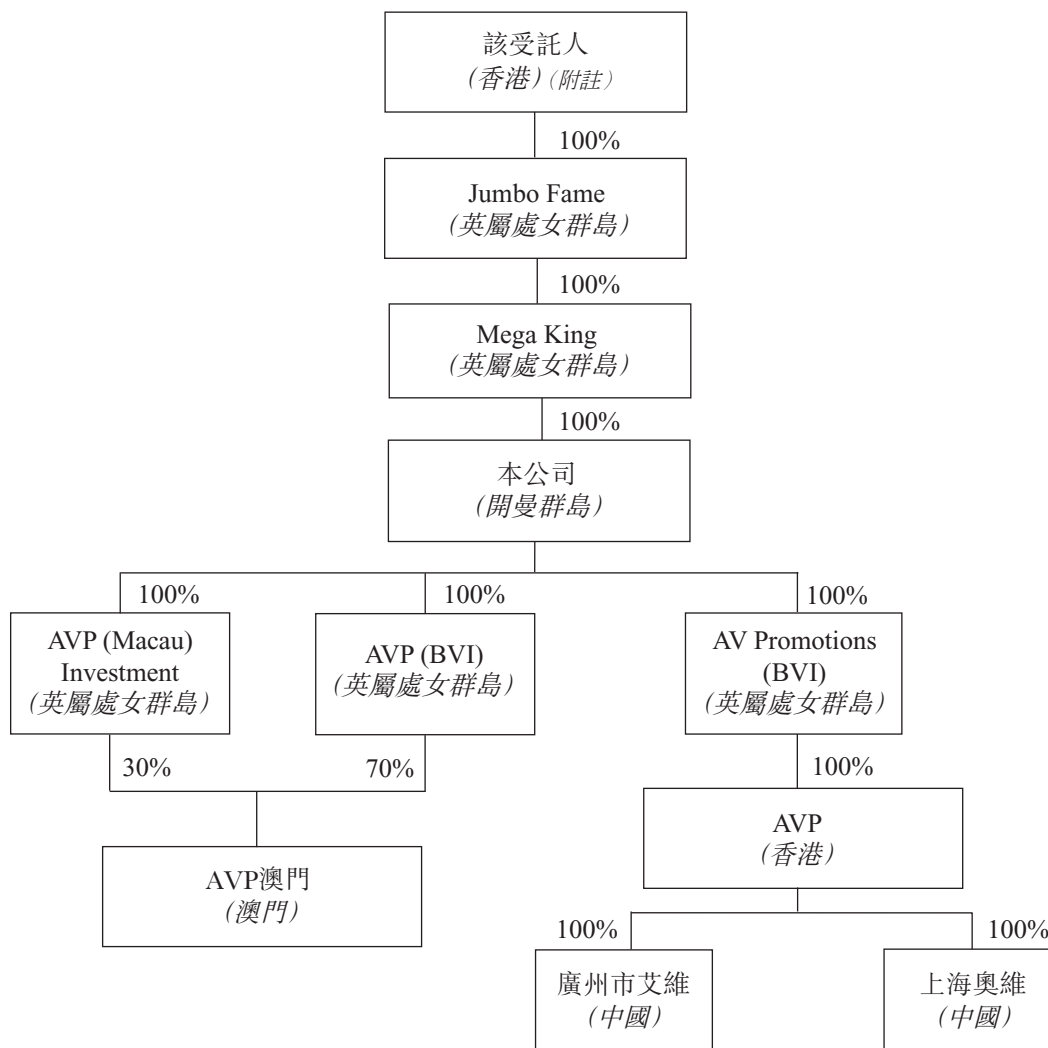 該受託人
（香港）（附註）
100%
Jumbo Fame
（英屬處女群島）
100%
Mega King
（英屬處女群島）
100%
本公司
（開曼群島）
100%
100%
100%
AVP (Macau)
Investment
（英屬處女群島）
AVP (BVI)
（英屬處女群島）
AV Promotions
(BVI)
（英屬處女群島）
30%
70%
100%
AVP
（香港）
AVP澳門
（澳門）
100%
100%
廣州市艾維
（中國）
上海奧維
（中國）